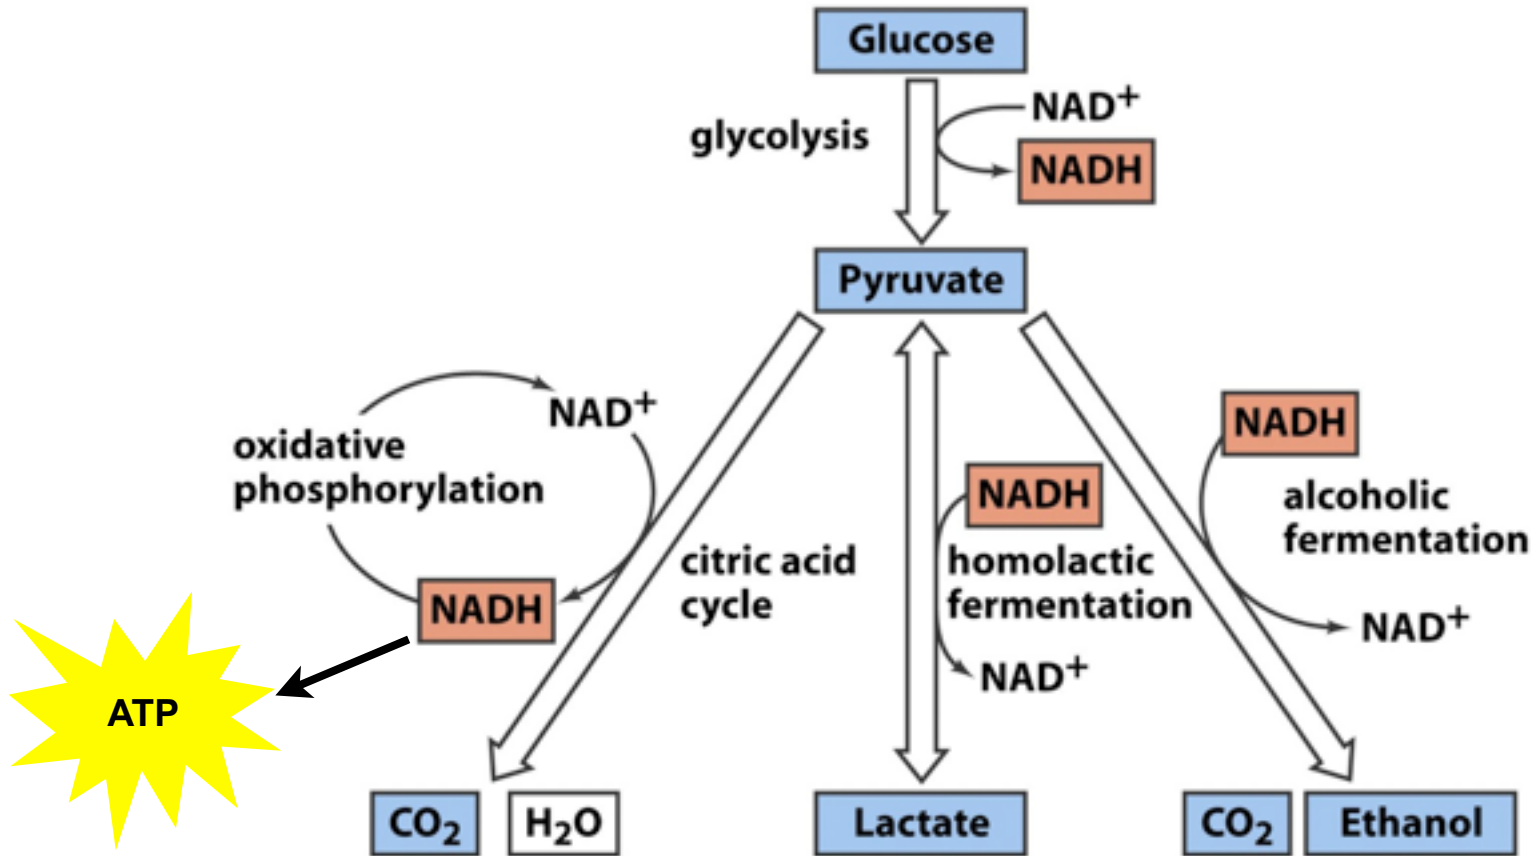 Glucose
glycolysis
NAD⁺
NADH
Pyruvate
oxidative
phosphorylation
NAD⁺
NADH
ATP
citric acid
cycle
NADH
homolactic
fermentation
NAD⁺
NADH
alcoholic
fermentation
NAD⁺
CO₂
H₂O
Lactate
CO₂
Ethanol